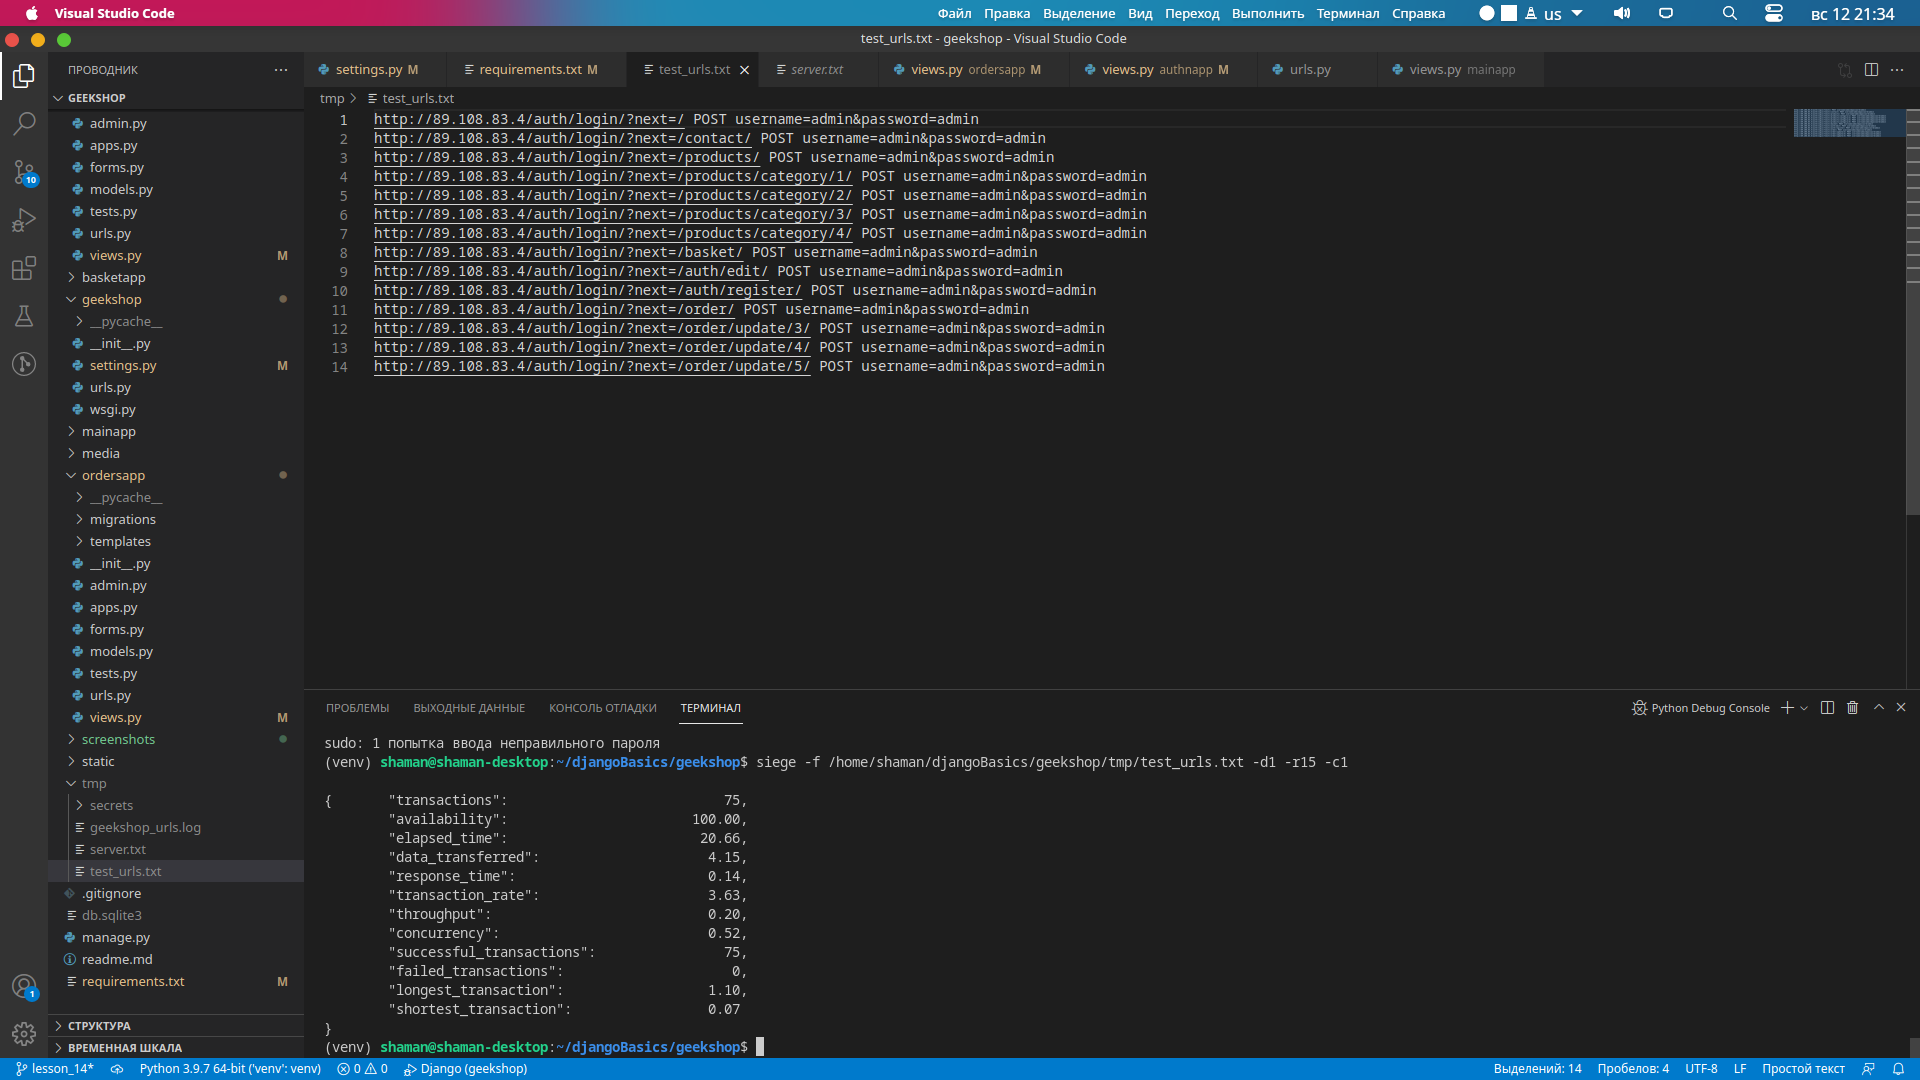 Visual Studio Code
Файл Правка Выделение Вид Переход Выполнить Терминал Справка
us
вс 12 21:34
test_urls.txt - geekshop - Visual Studio Code
ПРОВОДНИК
GEEKSHOP
admin.py
apps.py
forms.py
models.py
tests.py
urls.py
views.py M
basketapp
geekshop
__pycache__
__init__.py
settings.py M
urls.py
wsgi.py
mainapp
media
ordersapp
__pycache__
migrations
templates
__init__.py
admin.py
apps.py
forms.py
models.py
tests.py
urls.py
views.py M
screenshots
static
tmp
secrets
geekshop_urls.log
server.txt
test_urls.txt
.gitignore
db.sqlite3
manage.py
readme.md
requirements.txt M
СТРУКТУРА
ВРЕМЕННАЯ ШКАЛА
10
1
settings.py M
requirements.txt M
test_urls.txt
server.txt
views.py ordersapp M
views.py authnapp M
urls.py
views.py mainapp
tmp > test_urls.txt
1 http://89.108.83.4/auth/login/?next=/ POST username=admin&password=admin
2 http://89.108.83.4/auth/login/?next=/contact/ POST username=admin&password=admin
3 http://89.108.83.4/auth/login/?next=/products/ POST username=admin&password=admin
4 http://89.108.83.4/auth/login/?next=/products/category/1/ POST username=admin&password=admin
5 http://89.108.83.4/auth/login/?next=/products/category/2/ POST username=admin&password=admin
6 http://89.108.83.4/auth/login/?next=/products/category/3/ POST username=admin&password=admin
7 http://89.108.83.4/auth/login/?next=/products/category/4/ POST username=admin&password=admin
8 http://89.108.83.4/auth/login/?next=/basket/ POST username=admin&password=admin
9 http://89.108.83.4/auth/login/?next=/auth/edit/ POST username=admin&password=admin
10 http://89.108.83.4/auth/login/?next=/auth/register/ POST username=admin&password=admin
11 http://89.108.83.4/auth/login/?next=/order/ POST username=admin&password=admin
12 http://89.108.83.4/auth/login/?next=/order/update/3/ POST username=admin&password=admin
13 http://89.108.83.4/auth/login/?next=/order/update/4/ POST username=admin&password=admin
14 http://89.108.83.4/auth/login/?next=/order/update/5/ POST username=admin&password=admin
ПРОБЛЕМЫ ВЫХОДНЫЕ ДАННЫЕ КОНСОЛЬ ОТЛАДКИ ТЕРМИНАЛ
Python Debug Console
sudo: 1 попытка ввода неправильного пароля
(venv) shaman@shaman-desktop:~/djangoBasics/geekshop$ siege -f /home/shaman/djangoBasics/geekshop/tmp/test_urls.txt -d1 -r15 -c1
{ "transactions": 75,
"availability": 100.00,
"elapsed_time": 20.66,
"data_transferred": 4.15,
"response_time": 0.14,
"transaction_rate": 3.63,
"throughput": 0.20,
"concurrency": 0.52,
"successful_transactions": 75,
"failed_transactions": 0,
"longest_transaction": 1.10,
"shortest_transaction": 0.07
}
(venv) shaman@shaman-desktop:~/djangoBasics/geekshop$
lesson_14* Python 3.9.7 64-bit ('venv': venv) 0 0 Django (geekshop)
Выделений: 14 Пробелов: 4 UTF-8 LF Простой текст